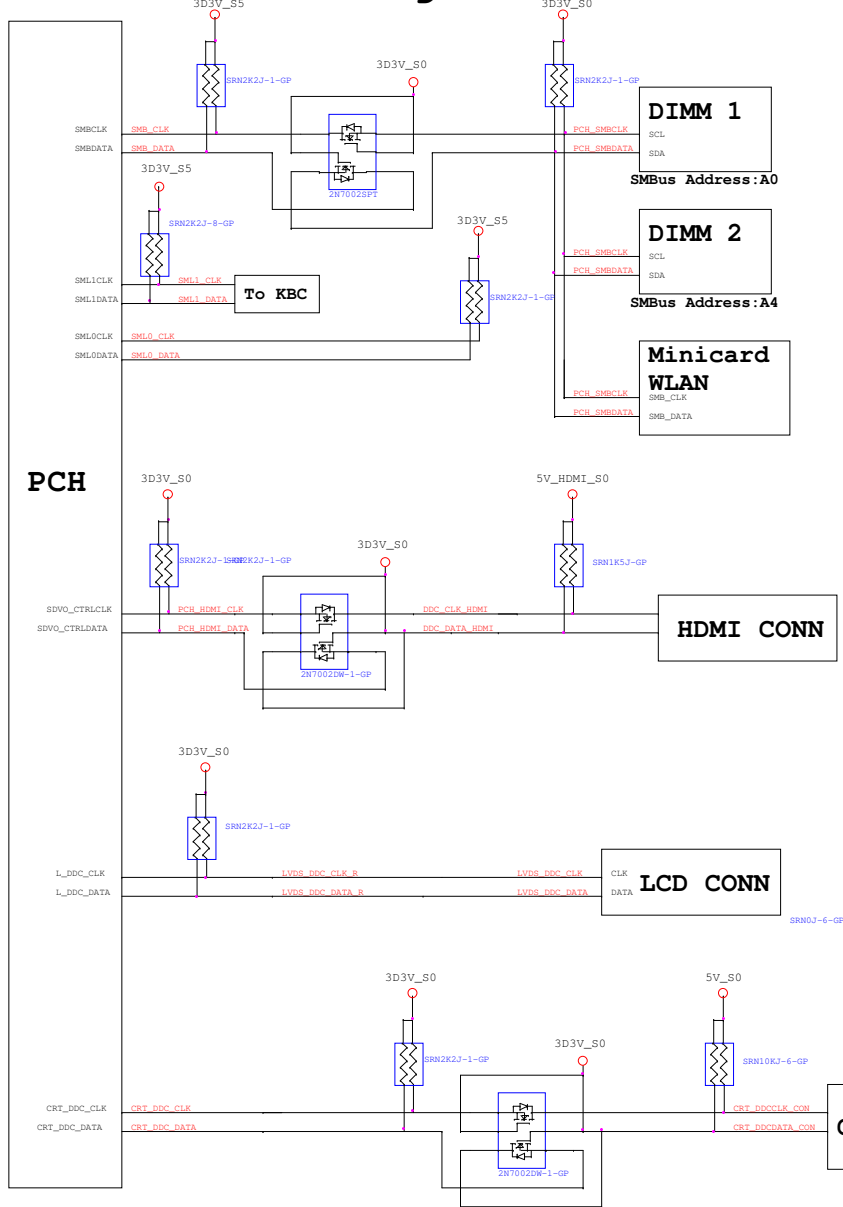 3D3V_S5
3D3V_S0
SRN2K2J-1-GP
3D3V_S0
SRN2K2J-1-GP
SMBCLK
SMB_CLK
PCH_SMBCLK
DIMM 1
SCL
SMBDATA
SMB_DATA
PCH_SMBDATA
SDA
2N7002SPT
SMBus Address:A0
3D3V_S5
SRN2K2J-8-GP
3D3V_S5
DIMM 2
PCH_SMBCLK
SCL
PCH_SMBDATA
SDA
SML1CLK
SML1_CLK
SML1DATA
SML1_DATA
To KBC
SRN2K2J-1-GP
SMBus Address:A4
SML0CLK
SML0_CLK
SML0DATA
SML0_DATA
Minicard
WLAN
PCH_SMBCLK
SMB_CLK
PCH_SMBDATA
SMB_DATA
PCH
3D3V_S0
5V_HDMI_S0
3D3V_S0
SRN2K2J-1-GP
SRN2K2J-1-GP
SRN1K5J-GP
SDVO_CTRLCLK
PCH_HDMI_CLK
DDC_CLK_HDMI
SDVO_CTRLDATA
PCH_HDMI_DATA
DDC_DATA_HDMI
HDMI CONN
2N7002DW-1-GP
3D3V_S0
SRN2K2J-1-GP
L_DDC_CLK
LVDS_DDC_CLK_R
LVDS_DDC_CLK
CLK
L_DDC_DATA
LVDS_DDC_DATA_R
LVDS_DDC_DATA
DATA
LCD CONN
SRN0J-6-GP
3D3V_S0
5V_S0
3D3V_S0
SRN2K2J-1-GP
SRN10KJ-6-GP
CRT_DDC_CLK
CRT_DDC_CLK
CRT_DDCCLK_CON
CRT_DDC_DATA
CRT_DDC_DATA
CRT_DDCDATA_CON
2N7002DW-1-GP